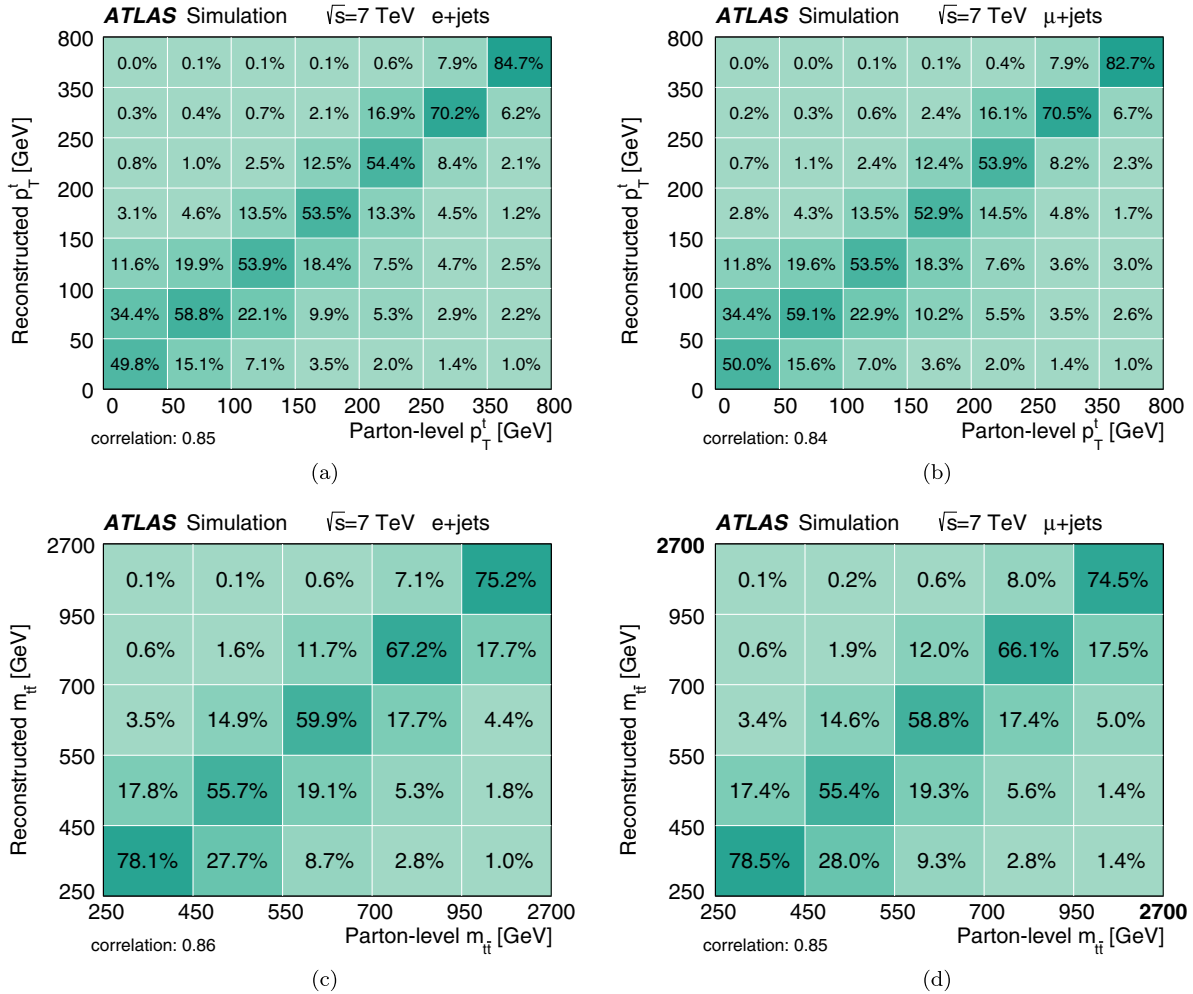 ATLAS Simulation √s=7 TeV e+jets
Reconstructed p_T^t [GeV]
800
0.0% 0.1% 0.1% 0.1% 0.6% 7.9% 84.7%
350
0.3% 0.4% 0.7% 2.1% 16.9% 70.2% 6.2%
250
0.8% 1.0% 2.5% 12.5% 54.4% 8.4% 2.1%
200
3.1% 4.6% 13.5% 53.5% 13.3% 4.5% 1.2%
150
11.6% 19.9% 53.9% 18.4% 7.5% 4.7% 2.5%
100
34.4% 58.8% 22.1% 9.9% 5.3% 2.9% 2.2%
50
49.8% 15.1% 7.1% 3.5% 2.0% 1.4% 1.0%
0
0 50 100 150 200 250 350 800
correlation: 0.85 Parton-level p_T^t [GeV]
(a)
ATLAS Simulation √s=7 TeV μ+jets
Reconstructed p_T^t [GeV]
800
0.0% 0.0% 0.1% 0.1% 0.4% 7.9% 82.7%
350
0.2% 0.3% 0.6% 2.4% 16.1% 70.5% 6.7%
250
0.7% 1.1% 2.4% 12.4% 53.9% 8.2% 2.3%
200
2.8% 4.3% 13.5% 52.9% 14.5% 4.8% 1.7%
150
11.8% 19.6% 53.5% 18.3% 7.6% 3.6% 3.0%
100
34.4% 59.1% 22.9% 10.2% 5.5% 3.5% 2.6%
50
50.0% 15.6% 7.0% 3.6% 2.0% 1.4% 1.0%
0
0 50 100 150 200 250 350 800
correlation: 0.84 Parton-level p_T^t [GeV]
(b)
ATLAS Simulation √s=7 TeV e+jets
Reconstructed m_tt̄ [GeV]
2700
0.1% 0.1% 0.6% 7.1% 75.2%
950
0.6% 1.6% 11.7% 67.2% 17.7%
700
3.5% 14.9% 59.9% 17.7% 4.4%
550
17.8% 55.7% 19.1% 5.3% 1.8%
450
78.1% 27.7% 8.7% 2.8% 1.0%
250
250 450 550 700 950 2700
correlation: 0.86 Parton-level m_tt̄ [GeV]
(c)
ATLAS Simulation √s=7 TeV μ+jets
Reconstructed m_tt̄ [GeV]
2700
0.1% 0.2% 0.6% 8.0% 74.5%
950
0.6% 1.9% 12.0% 66.1% 17.5%
700
3.4% 14.6% 58.8% 17.4% 5.0%
550
17.4% 55.4% 19.3% 5.6% 1.4%
450
78.5% 28.0% 9.3% 2.8% 1.4%
250
250 450 550 700 950 2700
correlation: 0.85 Parton-level m_tt̄ [GeV]
(d)